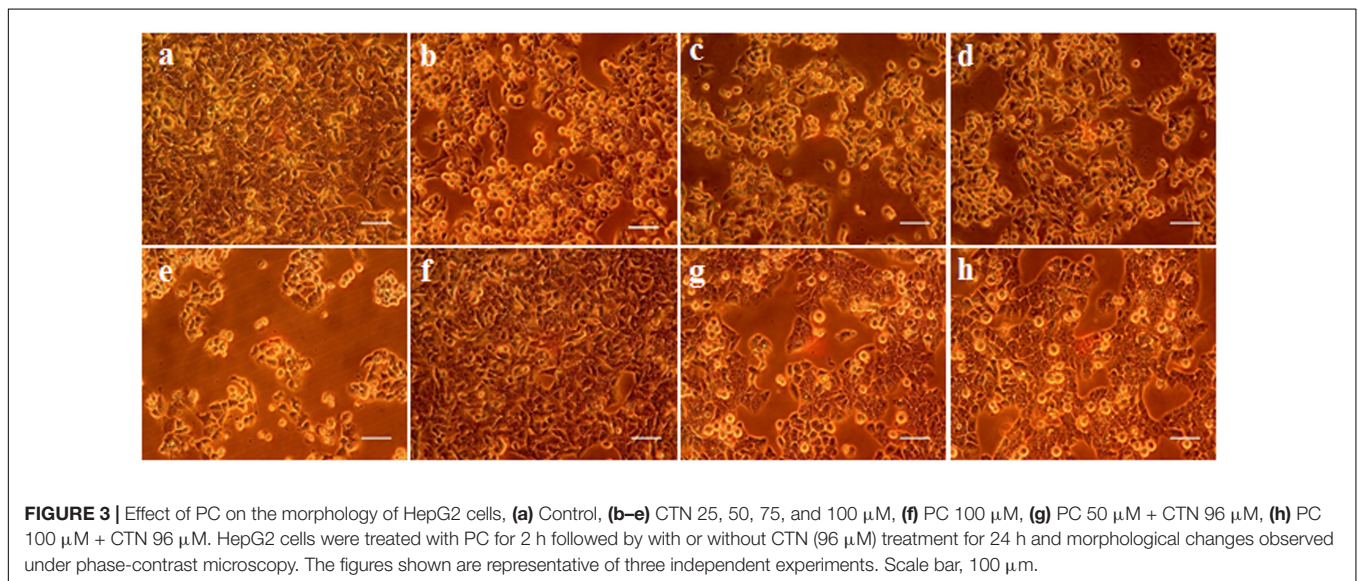 a b c d
e f g h
FIGURE 3 | Effect of PC on the morphology of HepG2 cells, (a) Control, (b–e) CTN 25, 50, 75, and 100 μM, (f) PC 100 μM, (g) PC 50 μM + CTN 96 μM, (h) PC
100 μM + CTN 96 μM. HepG2 cells were treated with PC for 2 h followed by with or without CTN (96 μM) treatment for 24 h and morphological changes observed
under phase-contrast microscopy. The figures shown are representative of three independent experiments. Scale bar, 100 μm.